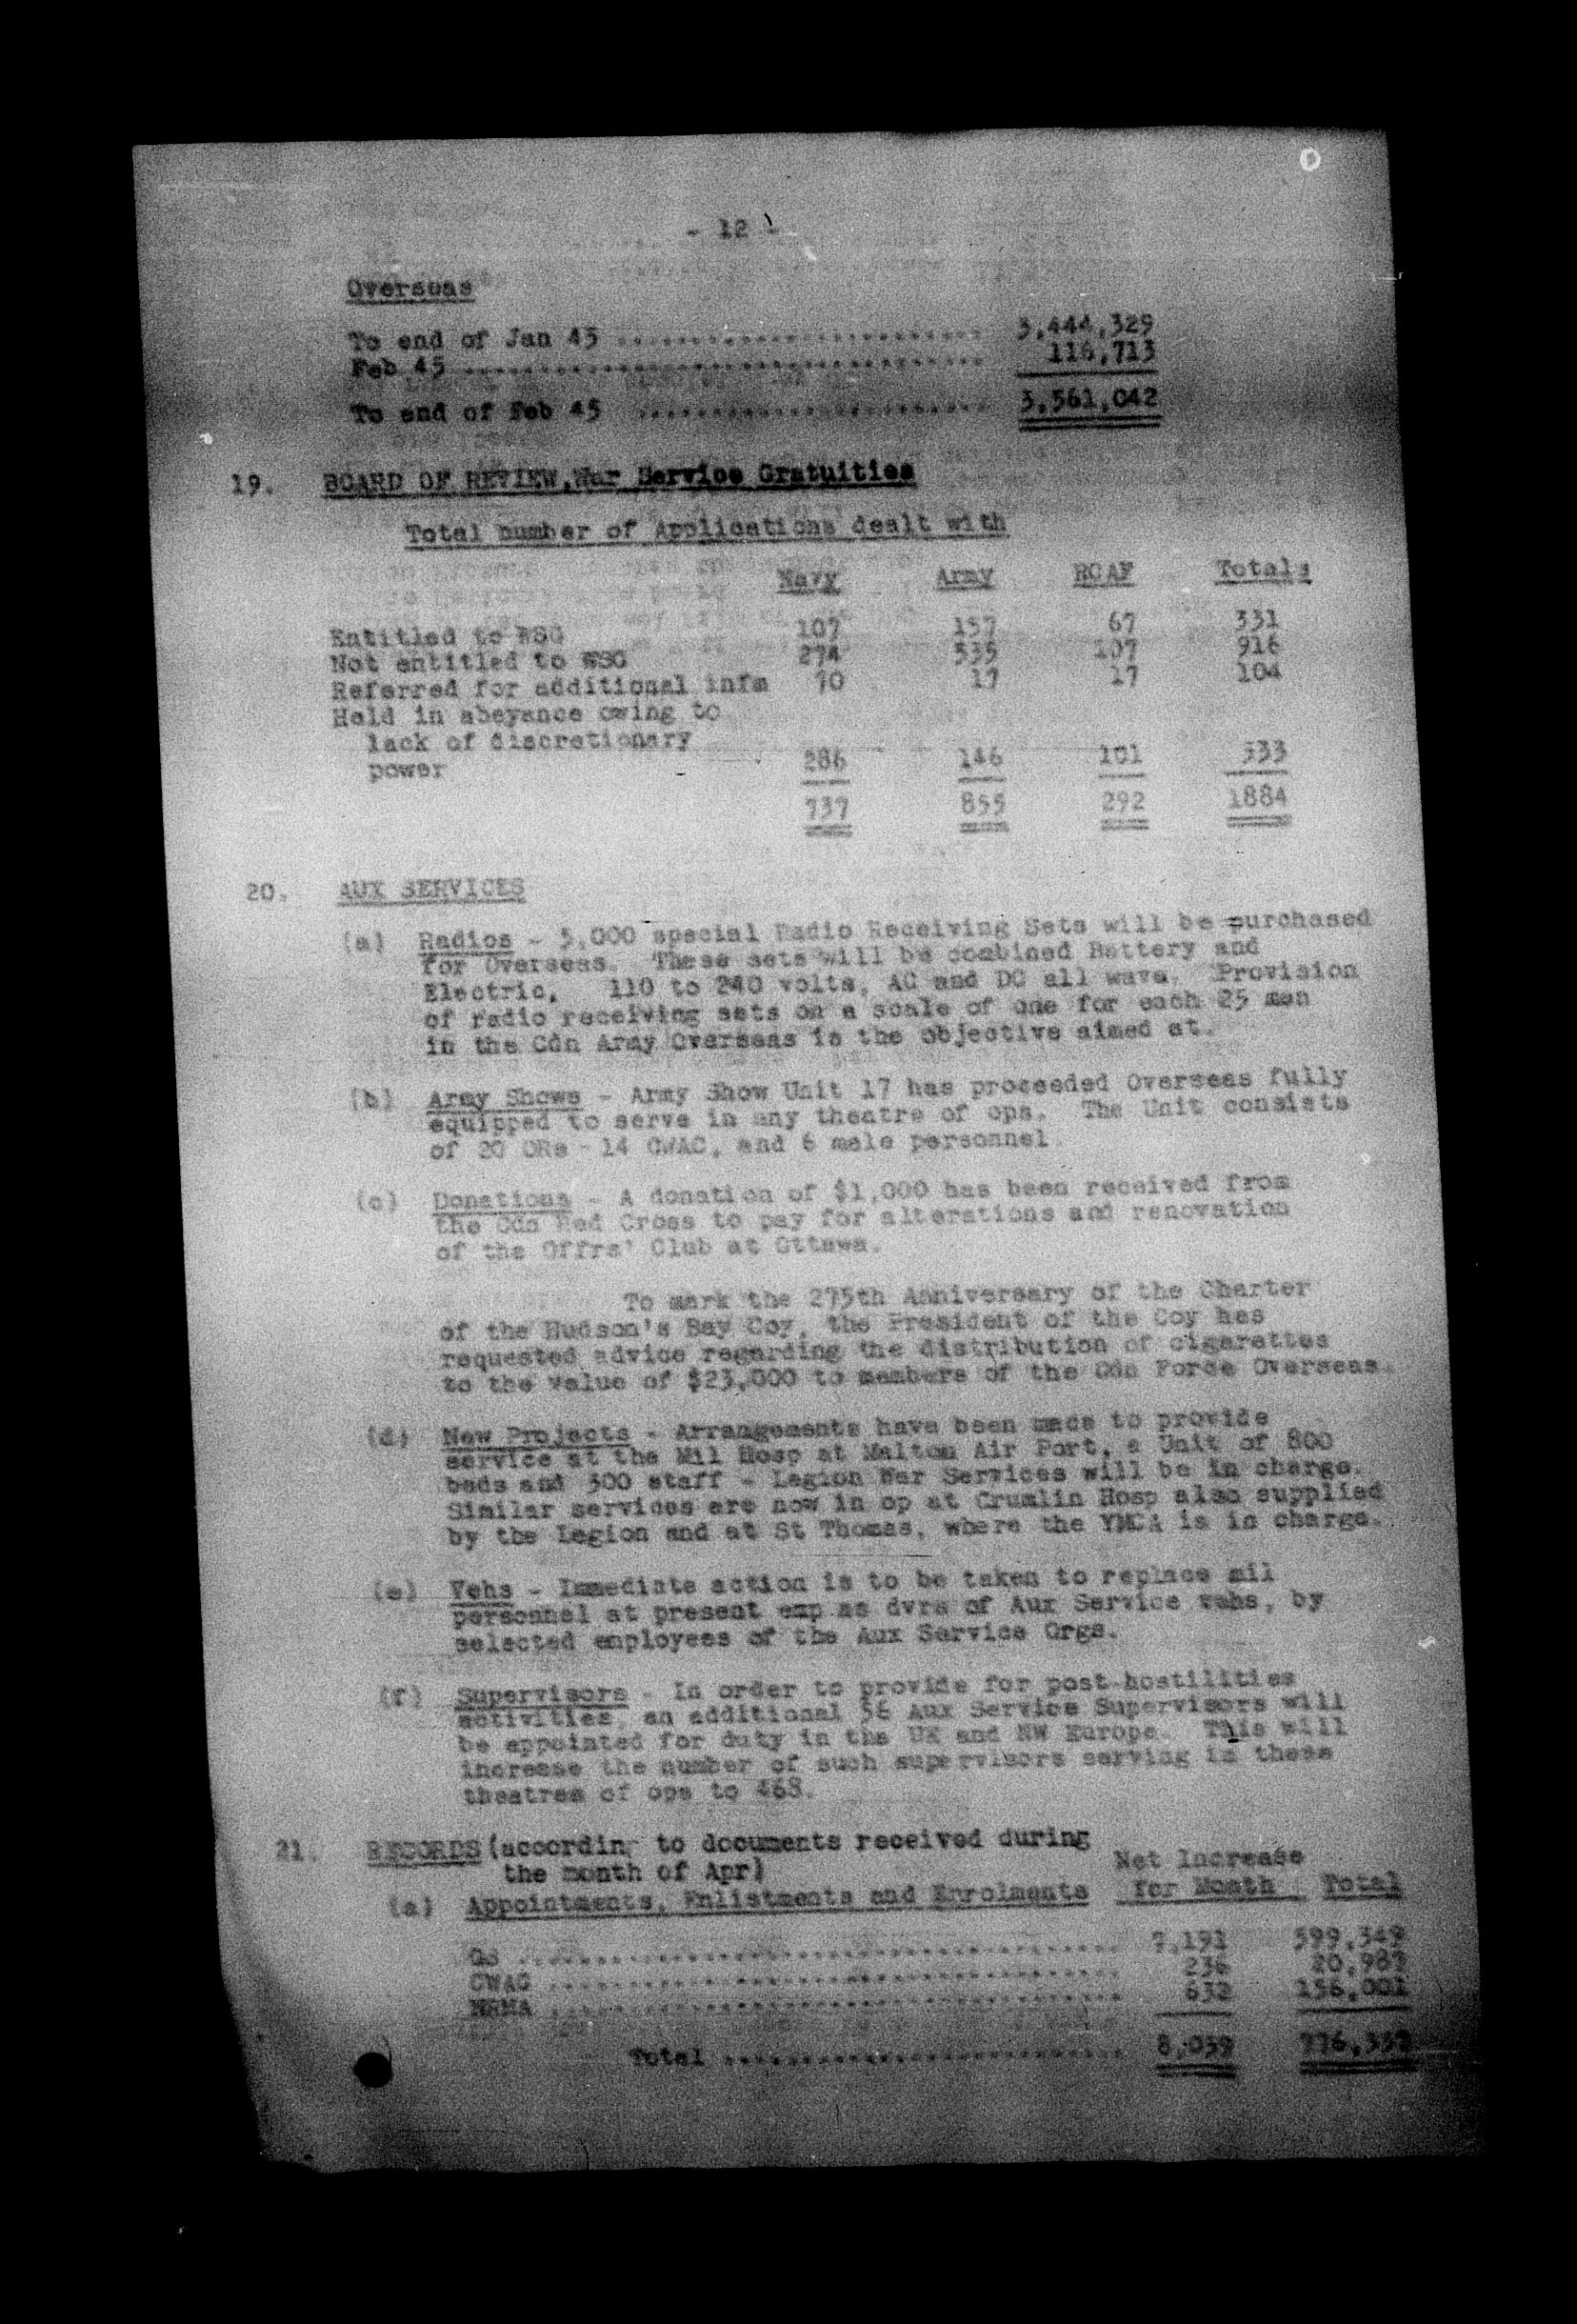 - 12 -
Overseas
To end of Jan 45 ........................ 3,444,329
Feb 45 ................................... 116,713
To end of Feb 45 ........................ 3,561,042
19. BOARD OF REVIEW, War Service Gratuities
Total number of Applications dealt with
Navy Army RCAF Totals
Entitled to WSG 107 157 67 331
Not entitled to WSG 274 535 107 916
Referred for additional infm 70 17 17 104
Held in abeyance owing to
lack of discretionary
power 286 146 101 533
737 855 292 1884
20. AUX SERVICES
(a) Radios - 5,000 special Radio Receiving Sets will be purchased
for Overseas. These sets will be combined Battery and
Electric, 110 to 240 volts, AC and DC all wave. Provision
of radio receiving sets on a scale of one for each 25 men
in the Cdn Army Overseas is the objective aimed at.
(b) Army Shows - Army Show Unit 17 has proceeded Overseas fully
equipped to serve in any theatre of ops. The Unit consists
of 20 ORs - 14 CWAC, and 6 male personnel
(c) Donations - A donation of $1,000 has been received from
the Cdn Red Cross to pay for alterations and renovation
of the Offrs' Club at Ottawa.
To mark the 275th Anniversary of the Charter
of the Hudson's Bay Coy, the President of the Coy has
requested advice regarding the distribution of cigarettes
to the value of $23,000 to members of the Cdn Force Overseas.
(d) New Projects - Arrangements have been made to provide
service at the Mil Hosp at Malton Air Port, a Unit of 800
beds and 300 staff - Legion War Services will be in charge.
Similar services are now in op at Crumlin Hosp also supplied
by the Legion and at St Thomas, where the YMCA is in charge.
(e) Vehs - Immediate action is to be taken to replace mil
personnel at present emp as dvrs of Aux Service vehs, by
selected employees of the Aux Service Orgs.
(f) Supervisors - In order to provide for post-hostilities
activities, an additional 56 Aux Service Supervisors will
be appointed for duty in the UK and NW Europe. This will
increase the number of such supervisors serving in these
theatres of ops to 468.
21. RECORDS (according to documents received during
the month of Apr)
Net Increase
(a) Appointments, Enlistments and Enrolments for Month Total
GS ........................................ 7,191 599,349
CWAC ...................................... 236 20,987
NRMA ...................................... 632 156,001
Total ............................ 8,059 776,337